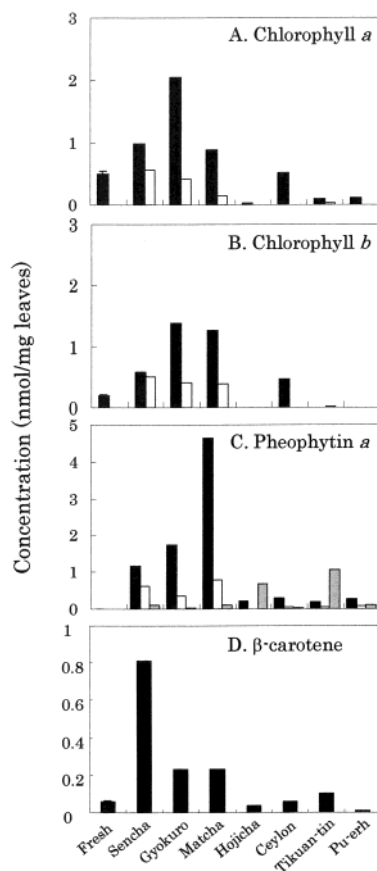 Concentration (nmol/mg leaves)
A. Chlorophyll a
3
2
1
0
B. Chlorophyll b
3
2
1
0
C. Pheophytin a
5
4
3
2
1
0
D. β-carotene
1
0.8
0.6
0.4
0.2
0
Fresh
Sencha
Gyokuro
Matcha
Hojicha
Ceylon
Tikuan-tin
Pu-erh